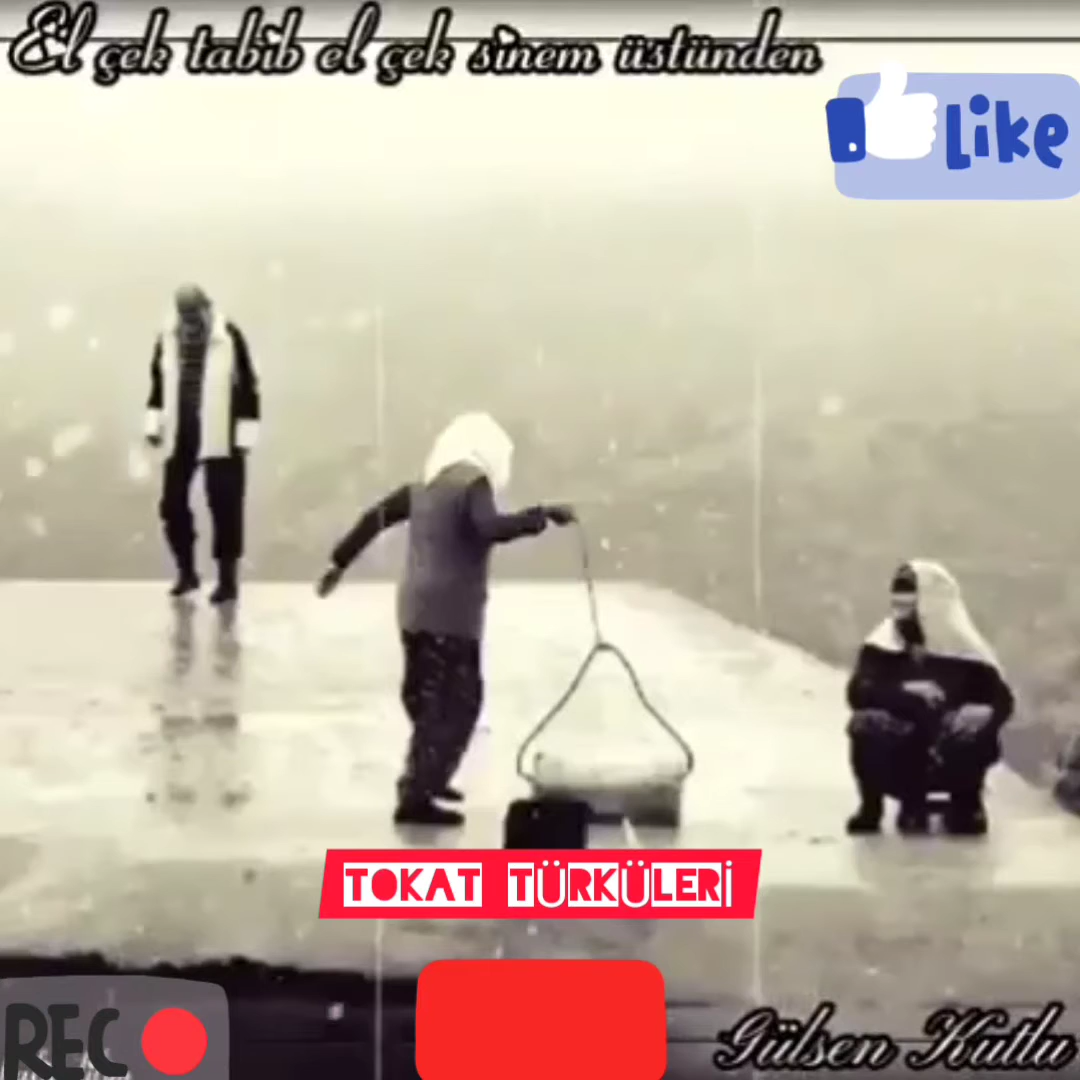 El çek tabib el çek sinem üstünden
Like
TOKAT TÜRKÜLERİ
REC
Gülsen Kutlu